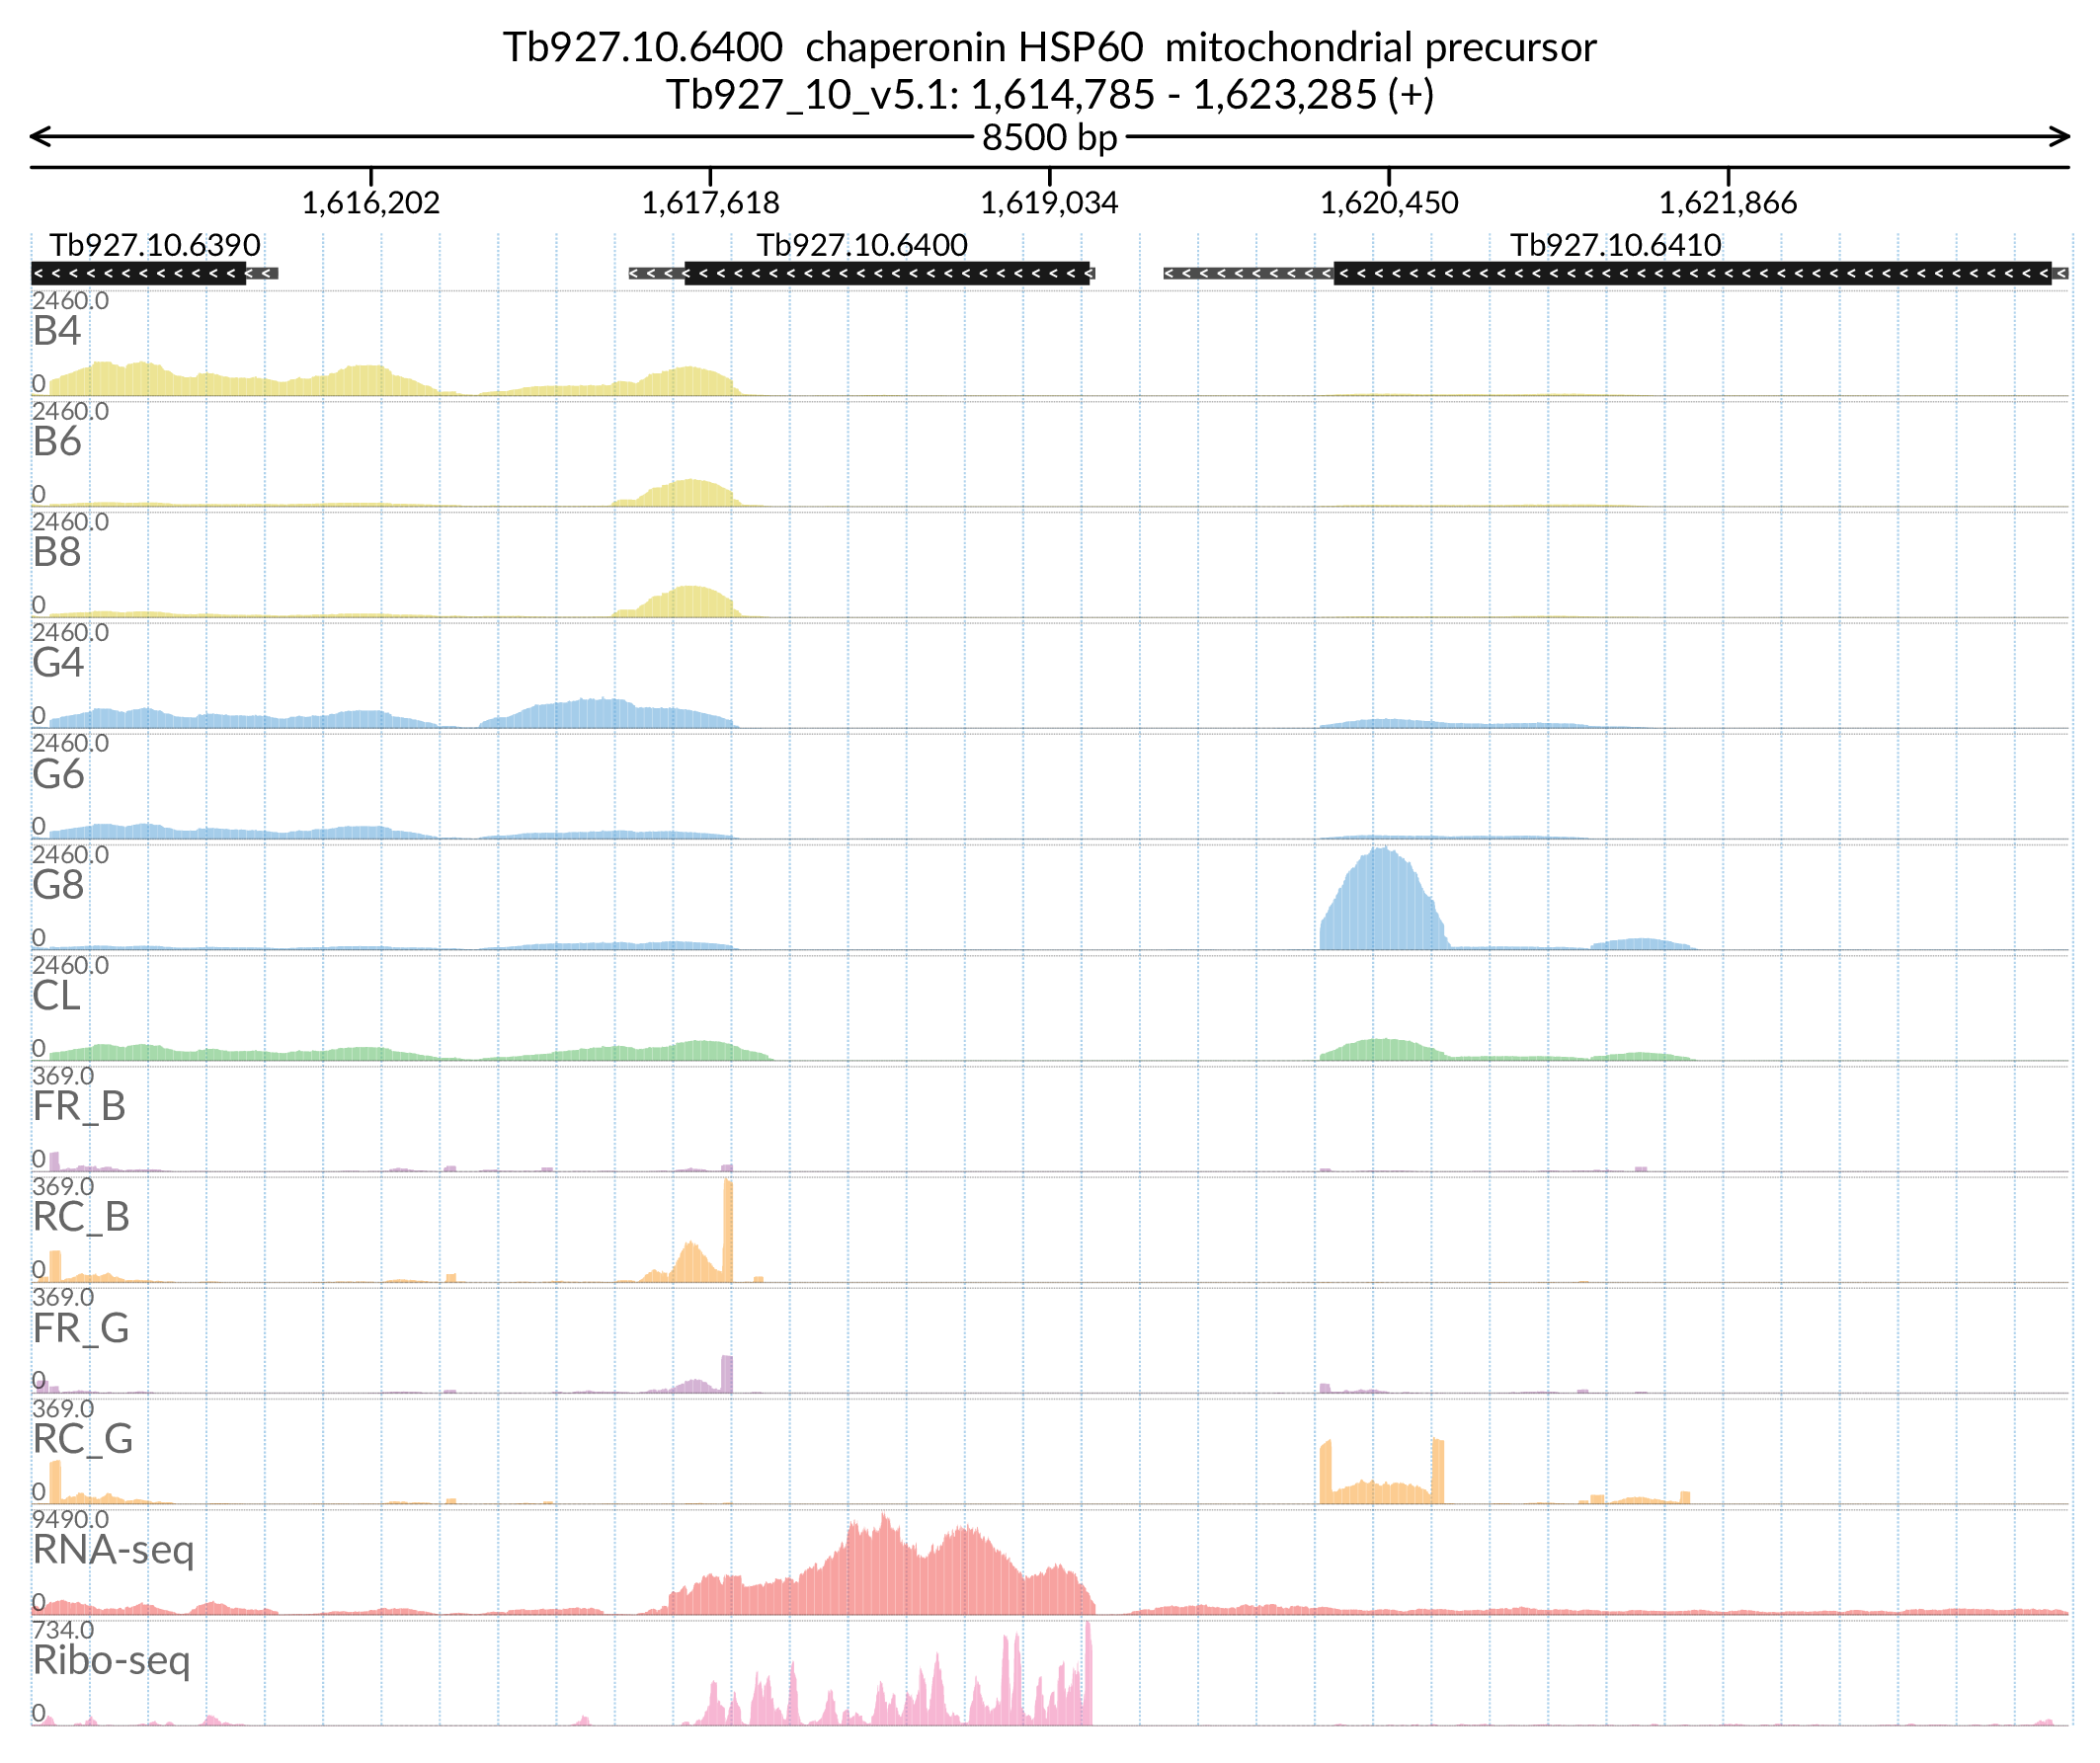 Tb927.10.6400 chaperonin HSP60 mitochondrial precursor
Tb927_10_v5.1: 1,614,785 - 1,623,285 (+)
8500 bp
1,616,202 1,617,618 1,619,034 1,620,450 1,621,866
Tb927.10.6390 Tb927.10.6400 Tb927.10.6410
2460.0
B4
0
2460.0
B6
0
2460.0
B8
0
2460.0
G4
0
2460.0
G6
0
2460.0
G8
0
2460.0
CL
0
369.0
FR_B
0
369.0
RC_B
0
369.0
FR_G
0
369.0
RC_G
0
9490.0
RNA-seq
0
734.0
Ribo-seq
0